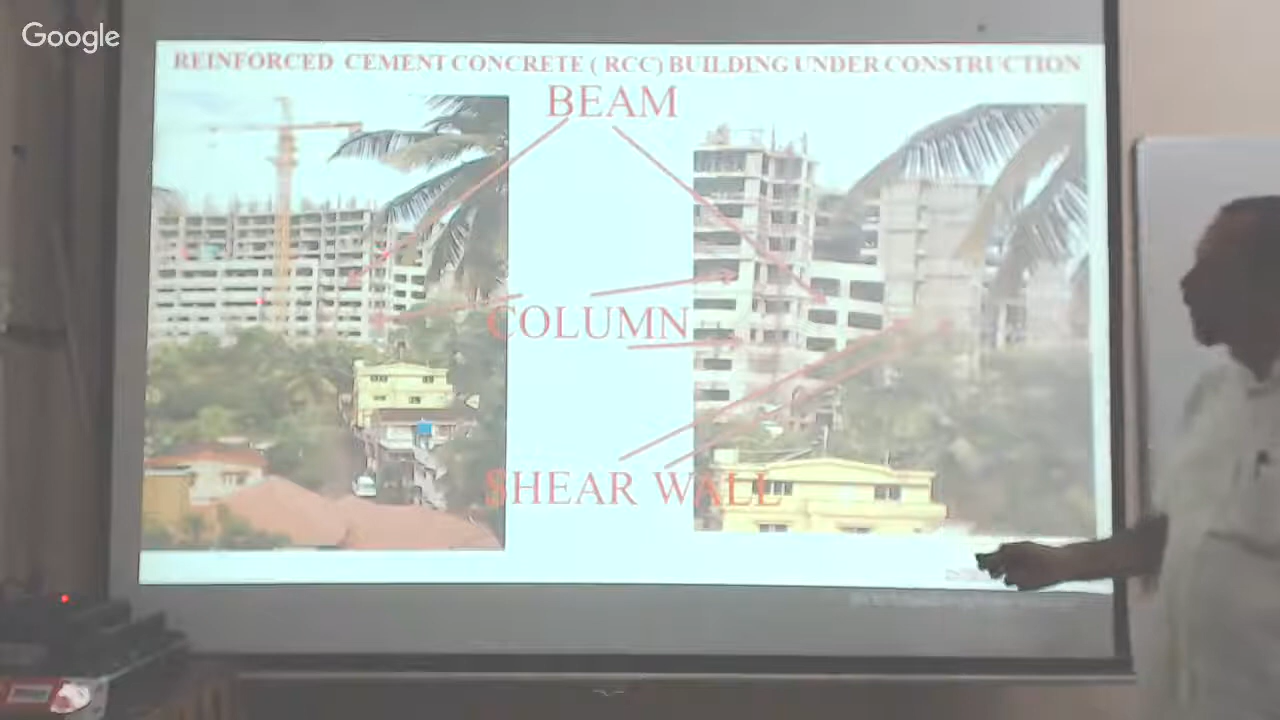 Google
REINFORCED CEMENT CONCRETE ( RCC) BUILDING UNDER CONSTRUCTION
BEAM
COLUMN
SHEAR WALL